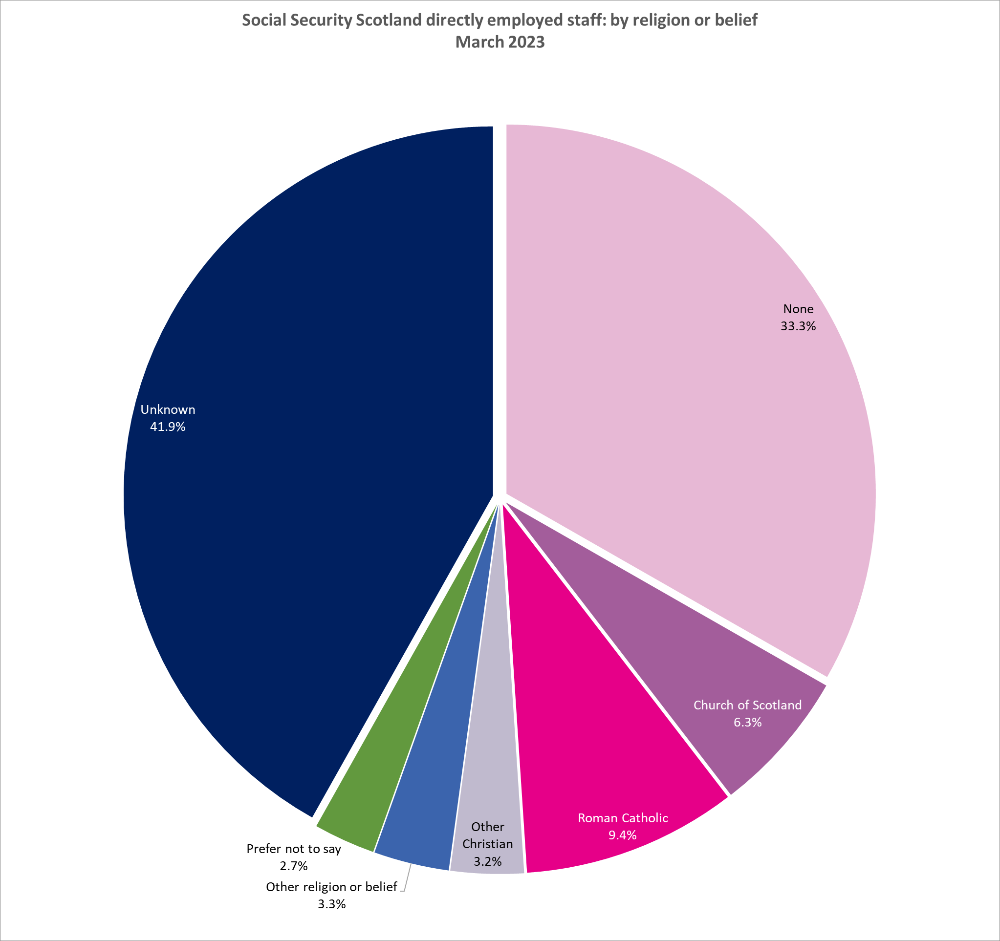 Social Security Scotland directly employed staff: by religion or belief
March 2023
None
33.3%
Church of Scotland
6.3%
Roman Catholic
9.4%
Other
Christian
3.2%
Other religion or belief
3.3%
Prefer not to say
2.7%
Unknown
41.9%